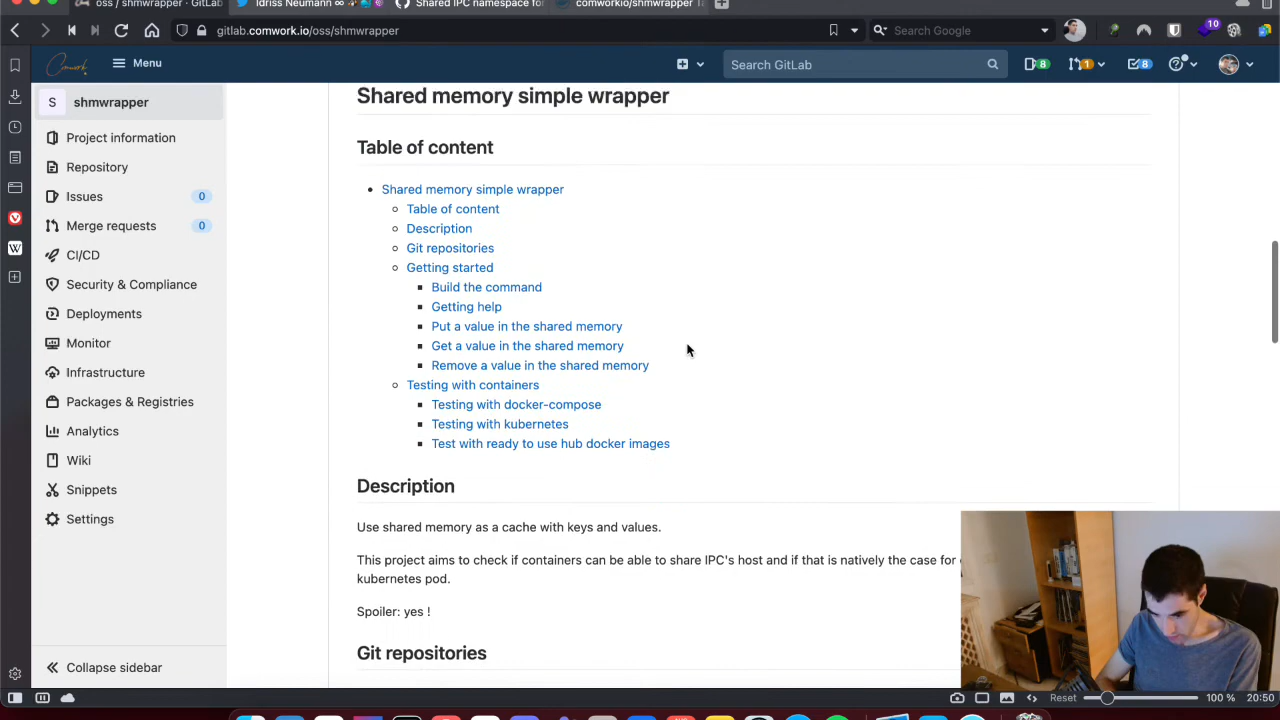 oss / shmwrapper · GitLab
Idriss Neumann
Shared IPC namespace for
comworkio/shmwrapper
gitlab.comwork.io/oss/shmwrapper
Search Google
10
Menu
Search GitLab
8
1
8
S shmwrapper
Project information
Repository
Issues 0
Merge requests 0
CI/CD
Security & Compliance
Deployments
Monitor
Infrastructure
Packages & Registries
Analytics
Wiki
Snippets
Settings
Collapse sidebar
Shared memory simple wrapper
Table of content
Shared memory simple wrapper
Table of content
Description
Git repositories
Getting started
Build the command
Getting help
Put a value in the shared memory
Get a value in the shared memory
Remove a value in the shared memory
Testing with containers
Testing with docker-compose
Testing with kubernetes
Test with ready to use hub docker images
Description
Use shared memory as a cache with keys and values.
This project aims to check if containers can be able to share IPC's host and if that is natively the case for
kubernetes pod.
Spoiler: yes !
Git repositories
Reset
100 %
20:50